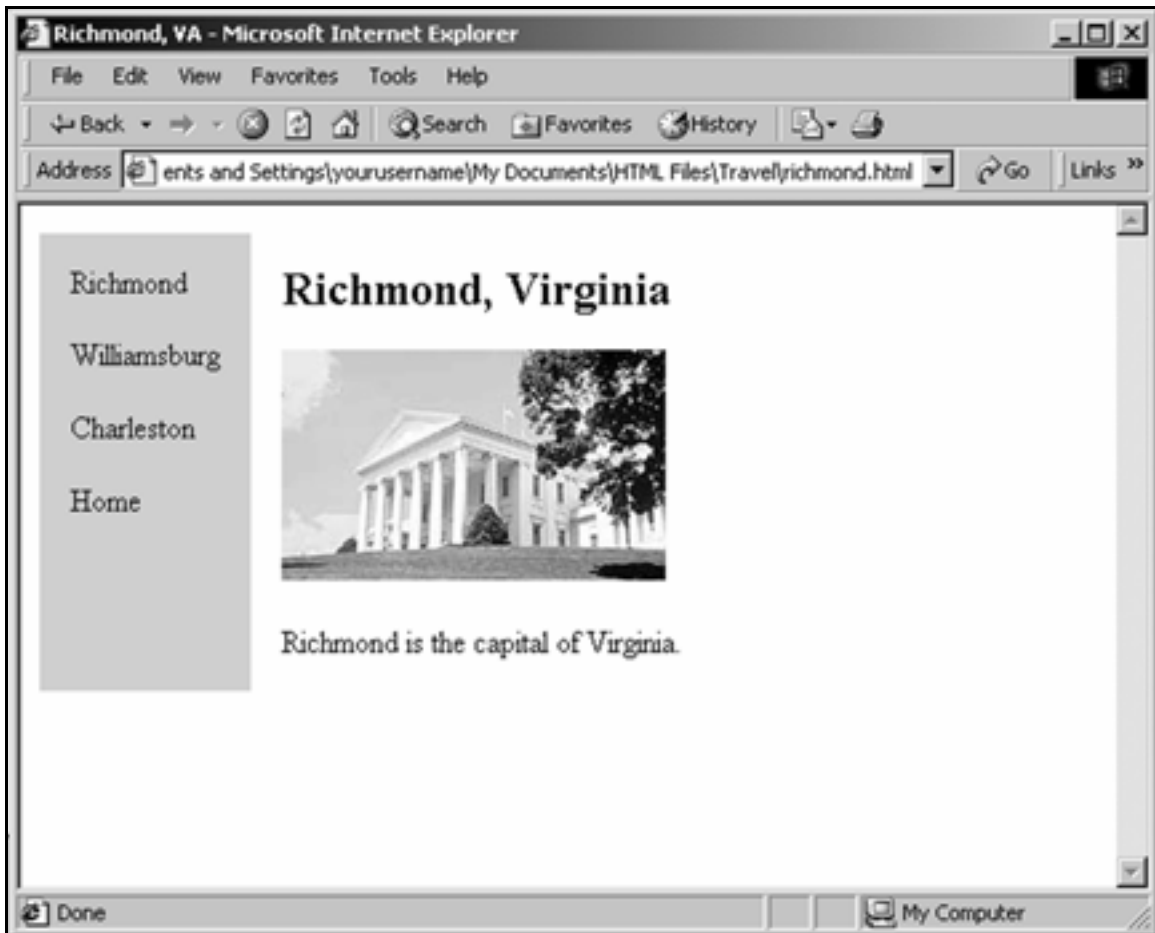 Richmond, VA - Microsoft Internet Explorer
File Edit View Favorites Tools Help
Back Search Favorites History
Address ents and Settings\yourusername\My Documents\HTML Files\Travel\richmond.html Go Links »
Richmond
Williamsburg
Charleston
Home
Richmond, Virginia
Richmond is the capital of Virginia.
Done My Computer